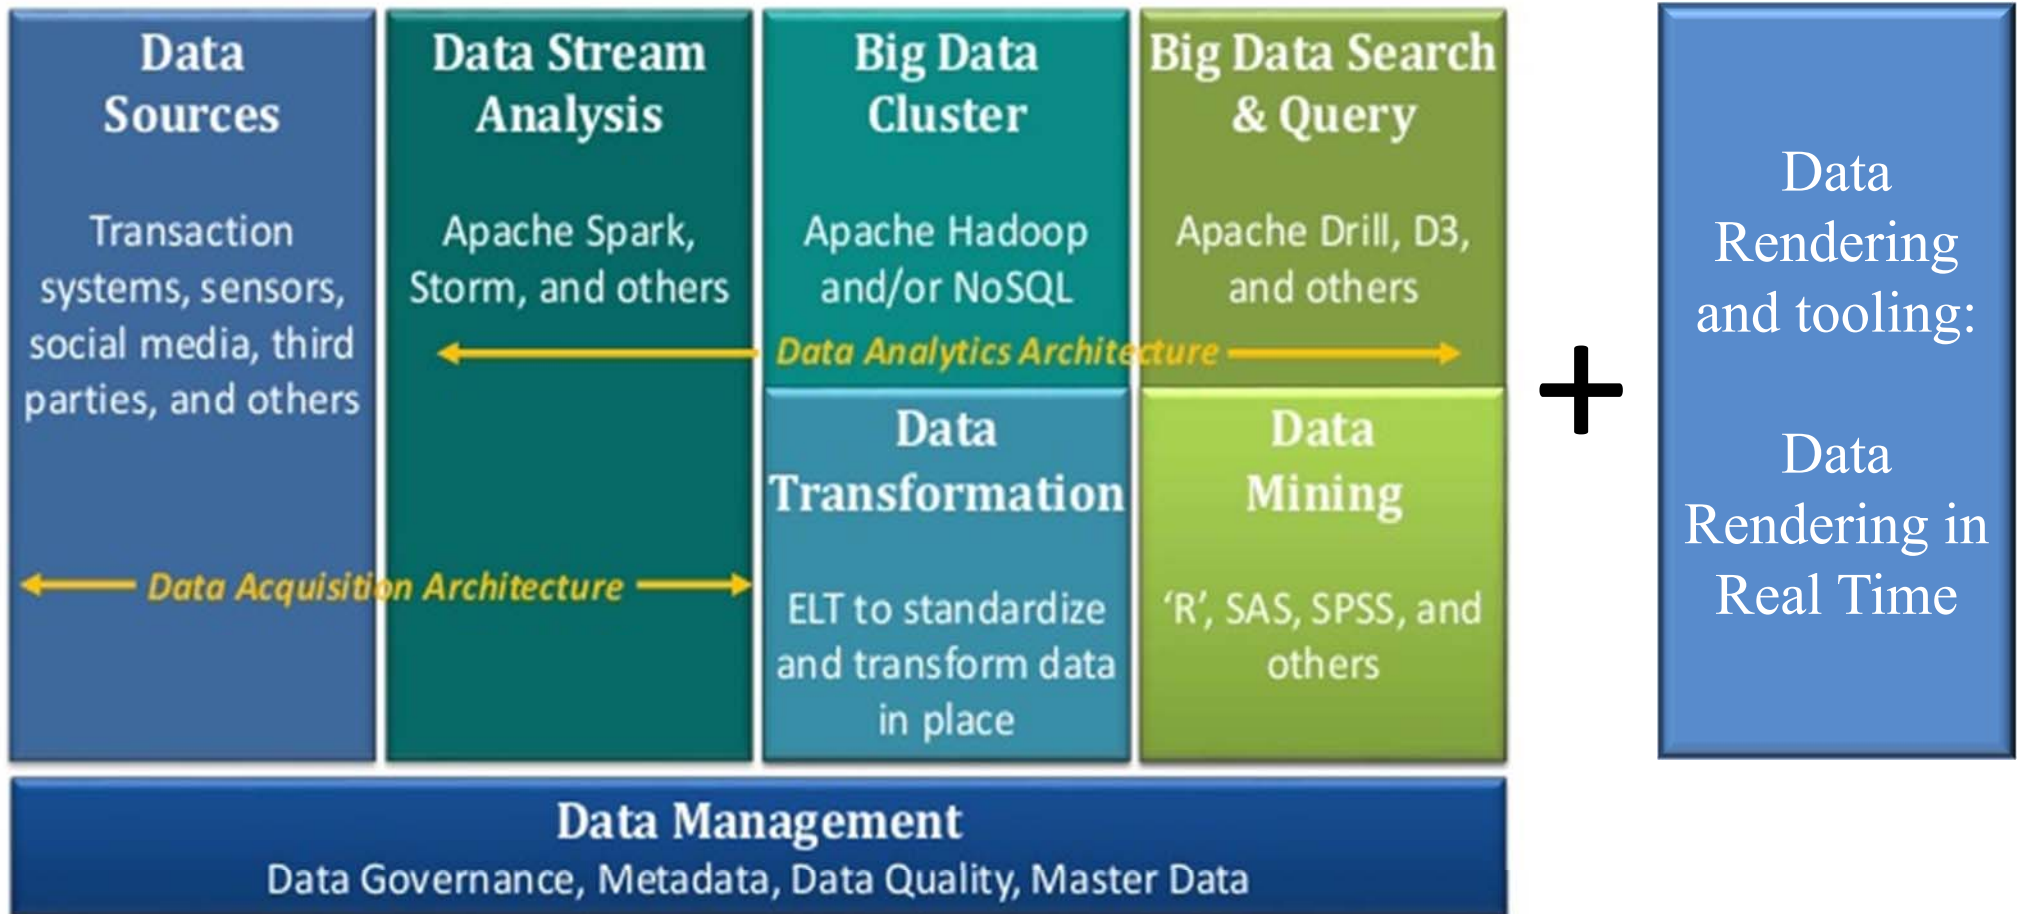 Data
Sources
Transaction
systems, sensors,
social media, third
parties, and others
Data Stream
Analysis
Apache Spark,
Storm, and others
Big Data
Cluster
Apache Hadoop
and/or NoSQL
Big Data Search
& Query
Apache Drill, D3,
and others
Data Analytics Architecture
Data Acquisition Architecture
Data
Transformation
ELT to standardize
and transform data
in place
Data
Mining
‘R’, SAS, SPSS, and
others
Data Management
Data Governance, Metadata, Data Quality, Master Data
+
Data
Rendering
and tooling:
Data
Rendering in
Real Time